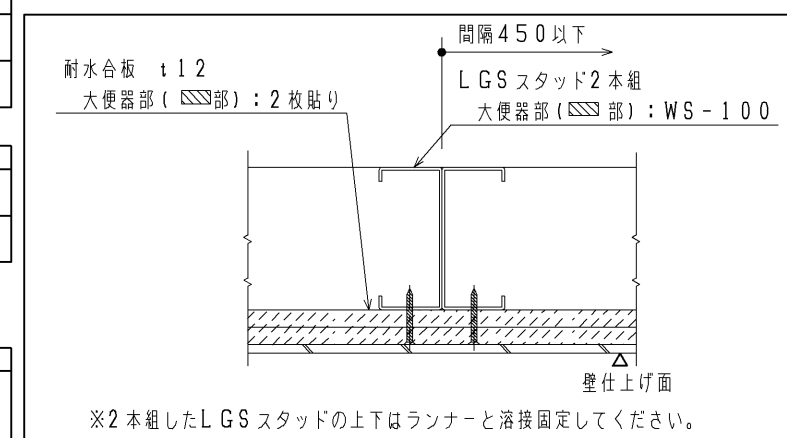 間隔450以下
耐水合板 t12
大便器部(部):2枚貼り
LGSスタッド2本組
大便器部(部):WS-100
壁仕上げ面
※2本組したLGSスタッドの上下はランナーと溶接固定してください。